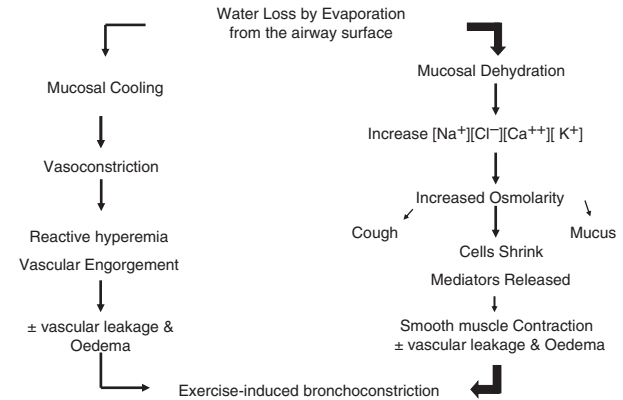 Water Loss by Evaporation
from the airway surface
Mucosal Cooling
Vasoconstriction
Reactive hyperemia
Vascular Engorgement
± vascular leakage &
Oedema
Mucosal Dehydration
Increase [Na⁺][Cl⁻][Ca⁺⁺][ K⁺]
Increased Osmolarity
Cough
Mucus
Cells Shrink
Mediators Released
Smooth muscle Contraction
± vascular leakage & Oedema
Exercise-induced bronchoconstriction